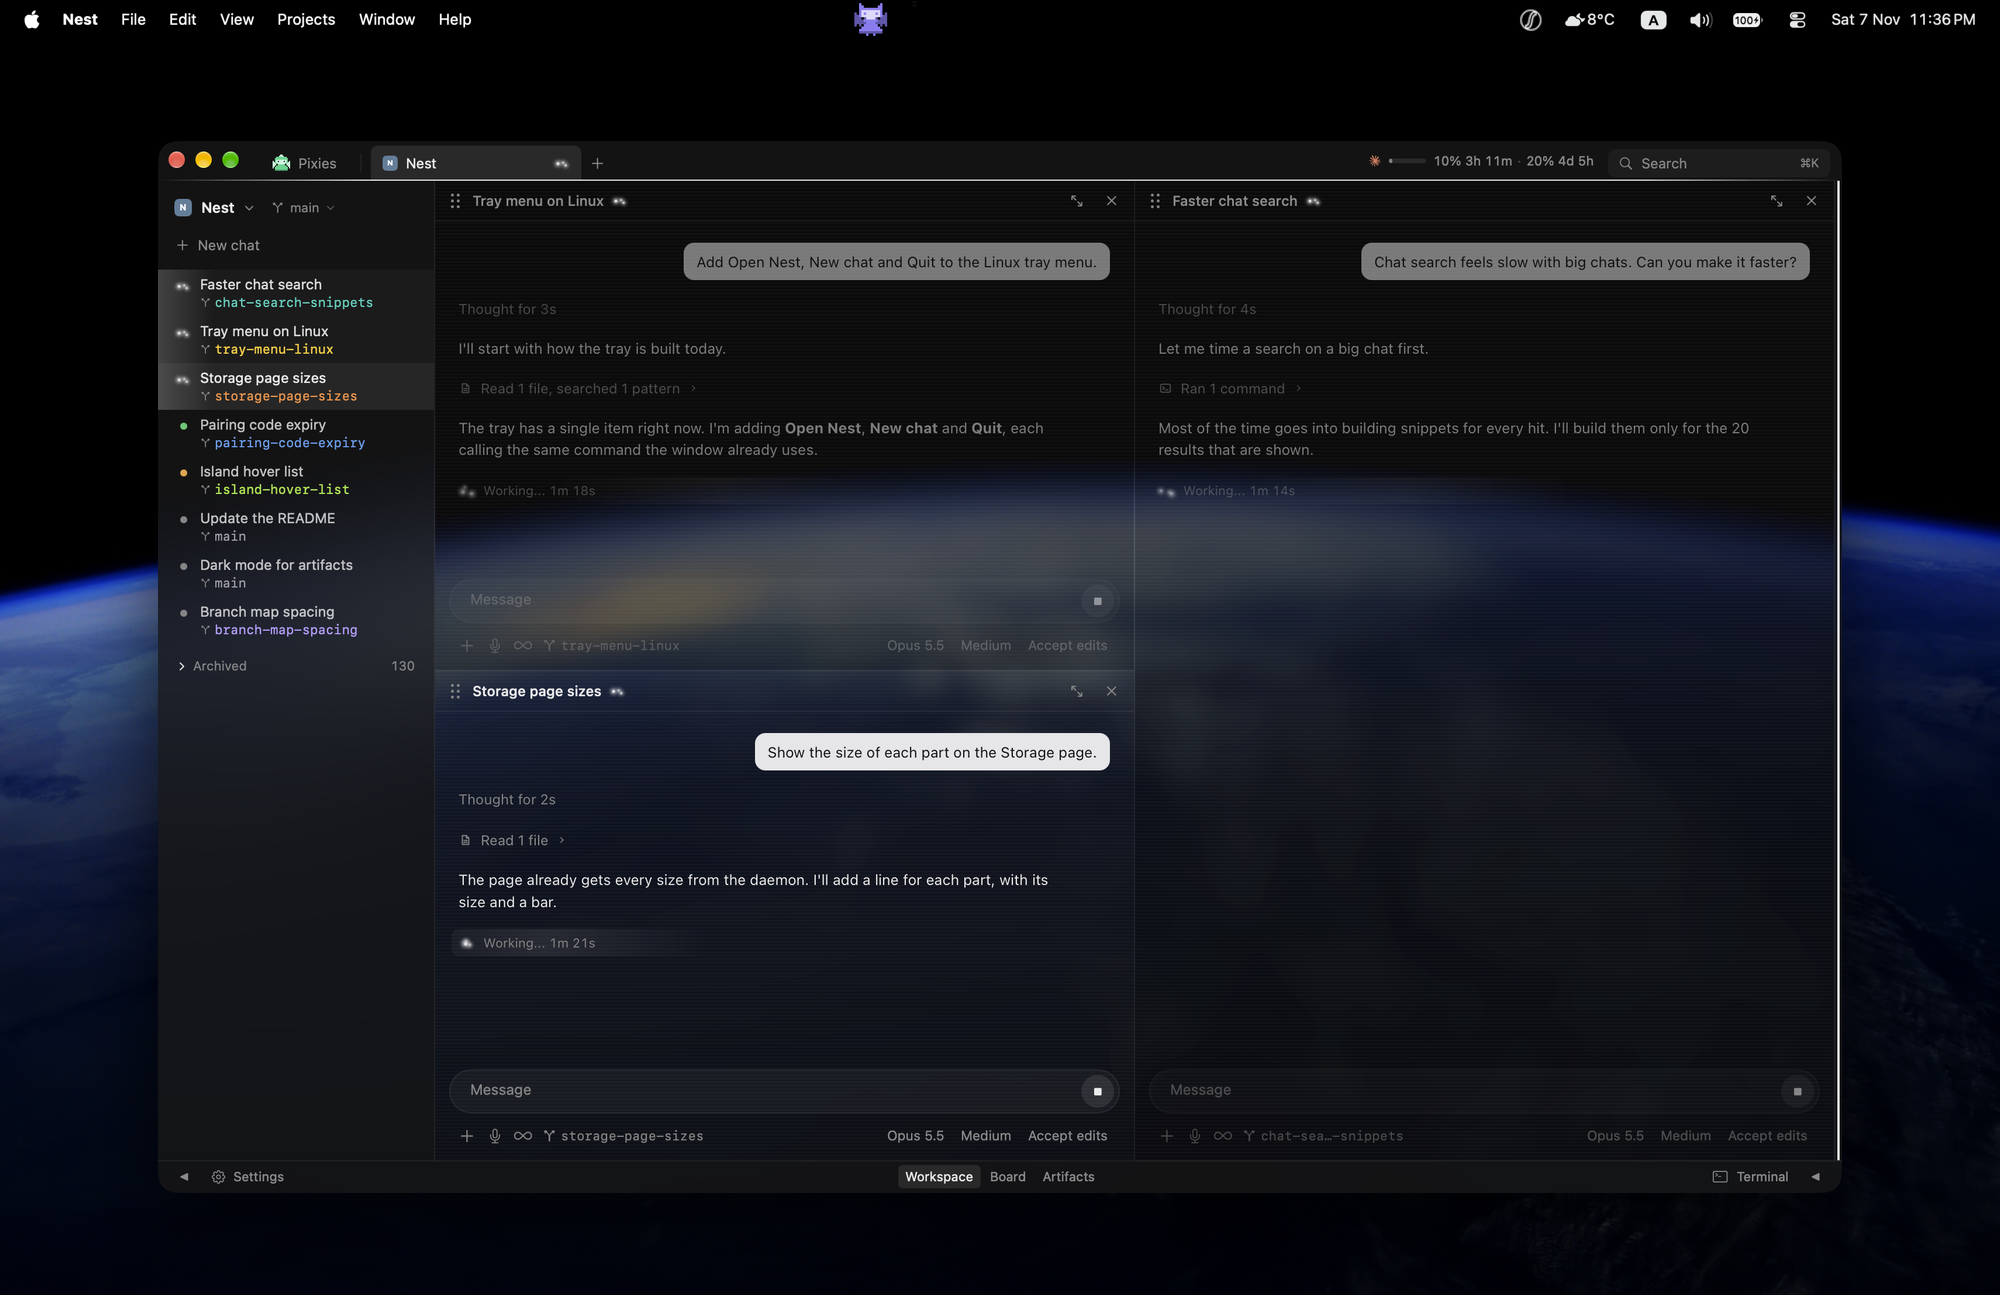 Nest File Edit View Projects Window Help
8°C A 100 Sat 7 Nov 11:36 PM
Pixies
N Nest
10% 3h 11m · 20% 4d 5h
Search ⌘K
N Nest main
New chat
Faster chat search
chat-search-snippets
Tray menu on Linux
tray-menu-linux
Storage page sizes
storage-page-sizes
Pairing code expiry
pairing-code-expiry
Island hover list
island-hover-list
Update the README
main
Dark mode for artifacts
main
Branch map spacing
branch-map-spacing
Archived 130
Tray menu on Linux
Add Open Nest, New chat and Quit to the Linux tray menu.
Thought for 3s
I'll start with how the tray is built today.
Read 1 file, searched 1 pattern
The tray has a single item right now. I'm adding Open Nest, New chat and Quit, each
calling the same command the window already uses.
Working... 1m 18s
Message
tray-menu-linux Opus 5.5 Medium Accept edits
Storage page sizes
Show the size of each part on the Storage page.
Thought for 2s
Read 1 file
The page already gets every size from the daemon. I'll add a line for each part, with its
size and a bar.
Working... 1m 21s
Message
storage-page-sizes Opus 5.5 Medium Accept edits
Faster chat search
Chat search feels slow with big chats. Can you make it faster?
Thought for 4s
Let me time a search on a big chat first.
Ran 1 command
Most of the time goes into building snippets for every hit. I'll build them only for the 20
results that are shown.
Working... 1m 14s
Message
chat-sea…-snippets Opus 5.5 Medium Accept edits
Settings
Workspace Board Artifacts
Terminal